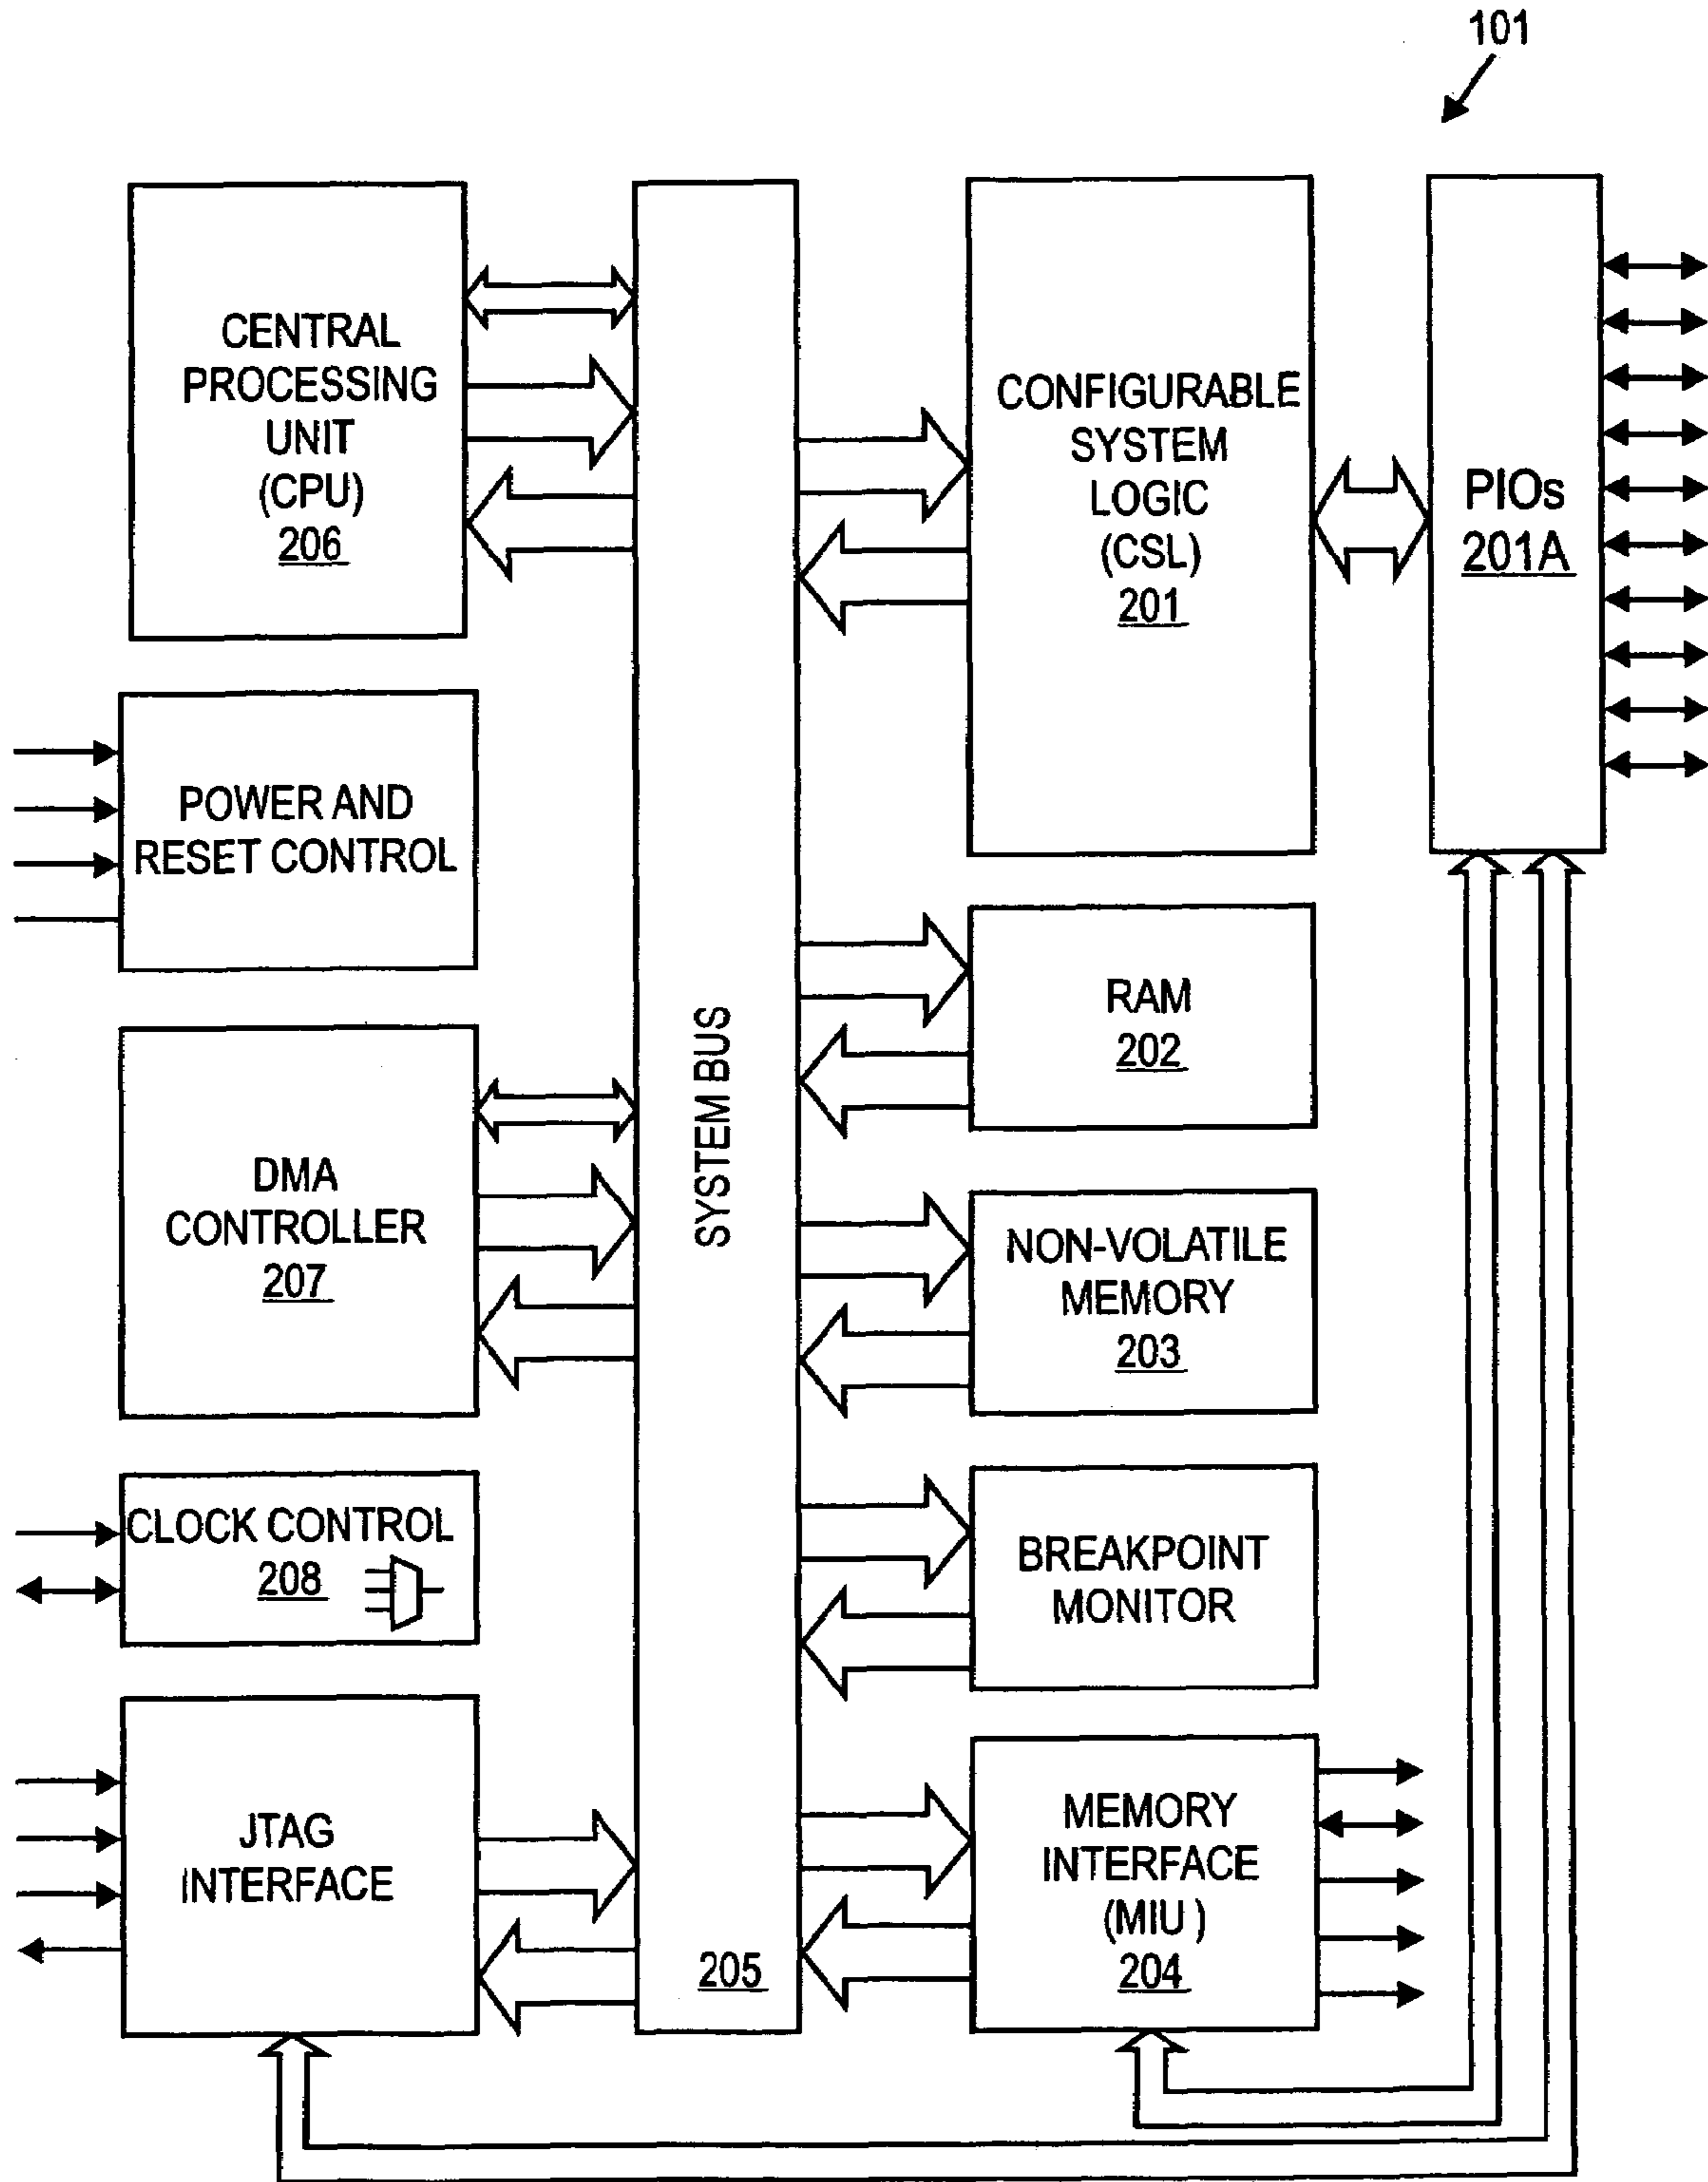 101
CENTRAL
PROCESSING
UNIT
(CPU)
206
POWER AND
RESET CONTROL
DMA
CONTROLLER
207
CLOCK CONTROL
208
JTAG
INTERFACE
SYSTEM BUS
205
CONFIGURABLE
SYSTEM
LOGIC
(CSL)
201
PIOs
201A
RAM
202
NON-VOLATILE
MEMORY
203
BREAKPOINT
MONITOR
MEMORY
INTERFACE
(MIU )
204